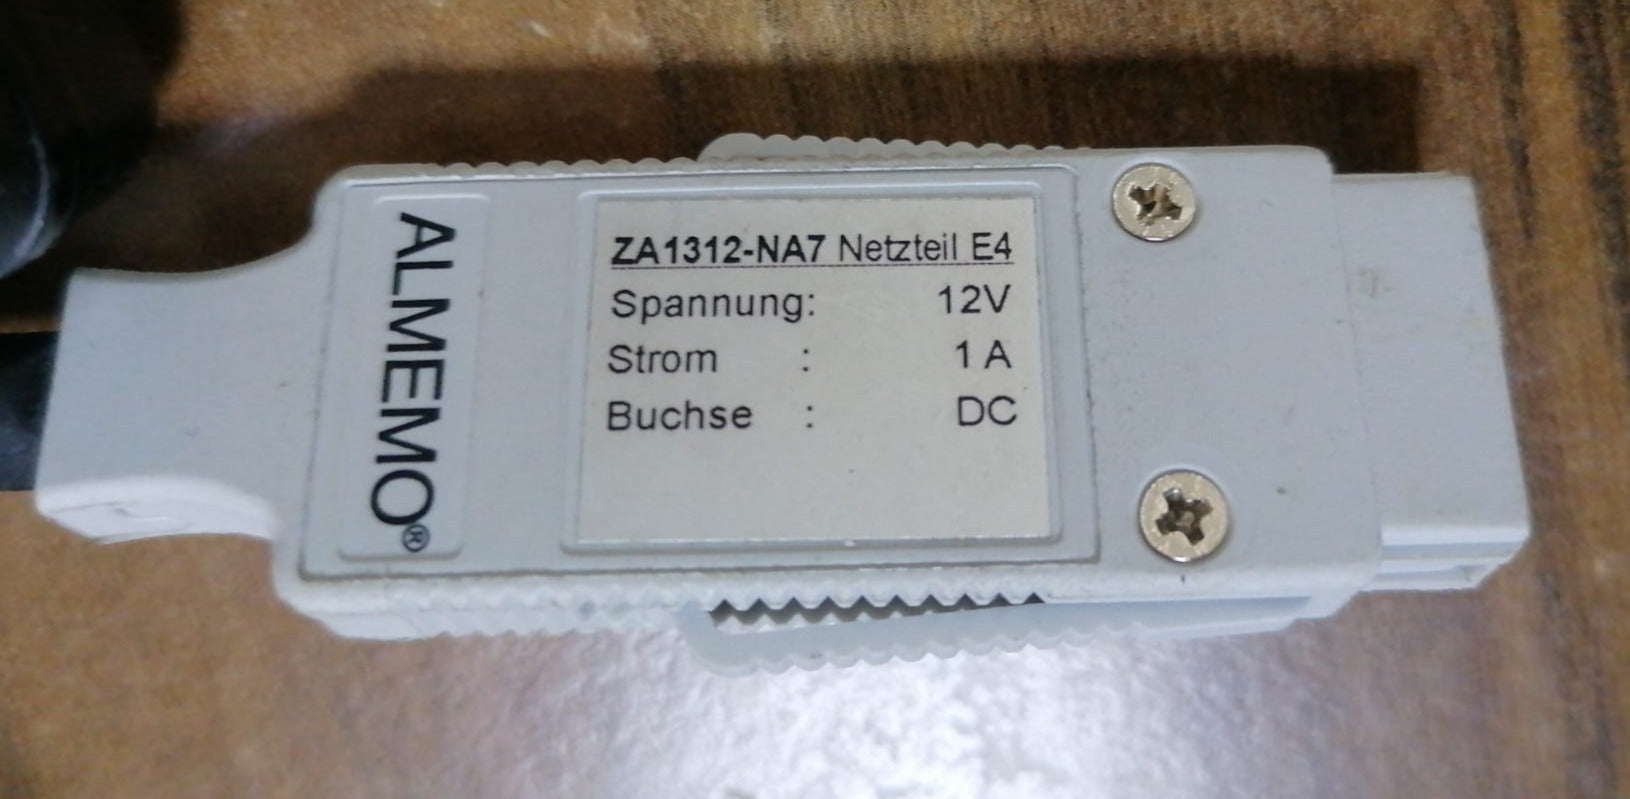 ALMEMO®
ZA1312-NA7 Netzteil E4
Spannung: 12V
Strom : 1 A
Buchse : DC